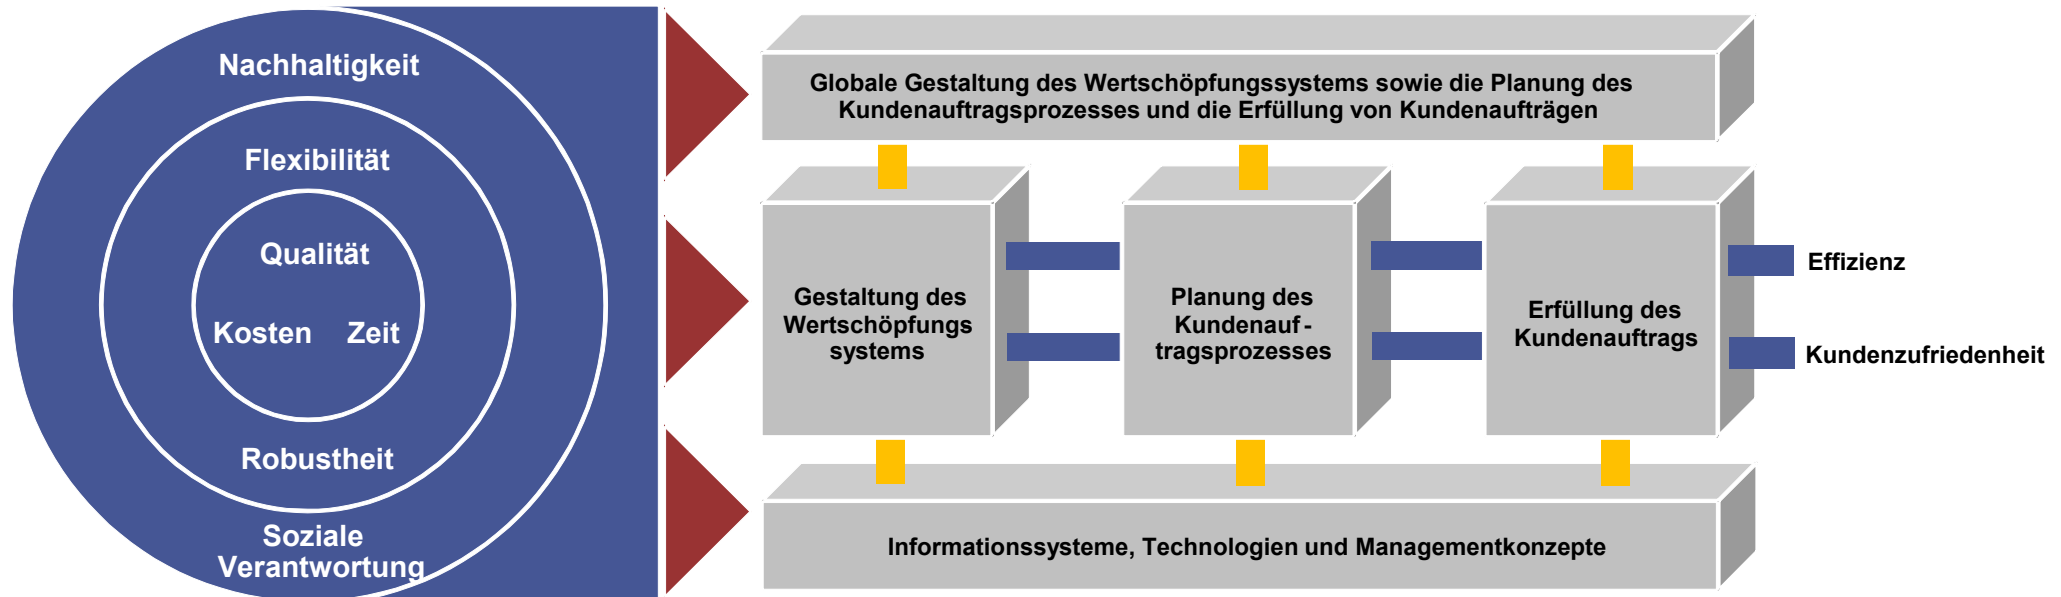 Nachhaltigkeit
Flexibilität
Qualität
Kosten Zeit
Robustheit
Soziale
Verantwortung
Globale Gestaltung des Wertschöpfungssystems sowie die Planung des
Kundenauftragsprozesses und die Erfüllung von Kundenaufträgen
Gestaltung des
Wertschöpfungs
systems
Planung des
Kundenauf -
tragsprozesses
Erfüllung des
Kundenauftrags
Effizienz
Kundenzufriedenheit
Informationssysteme, Technologien und Managementkonzepte